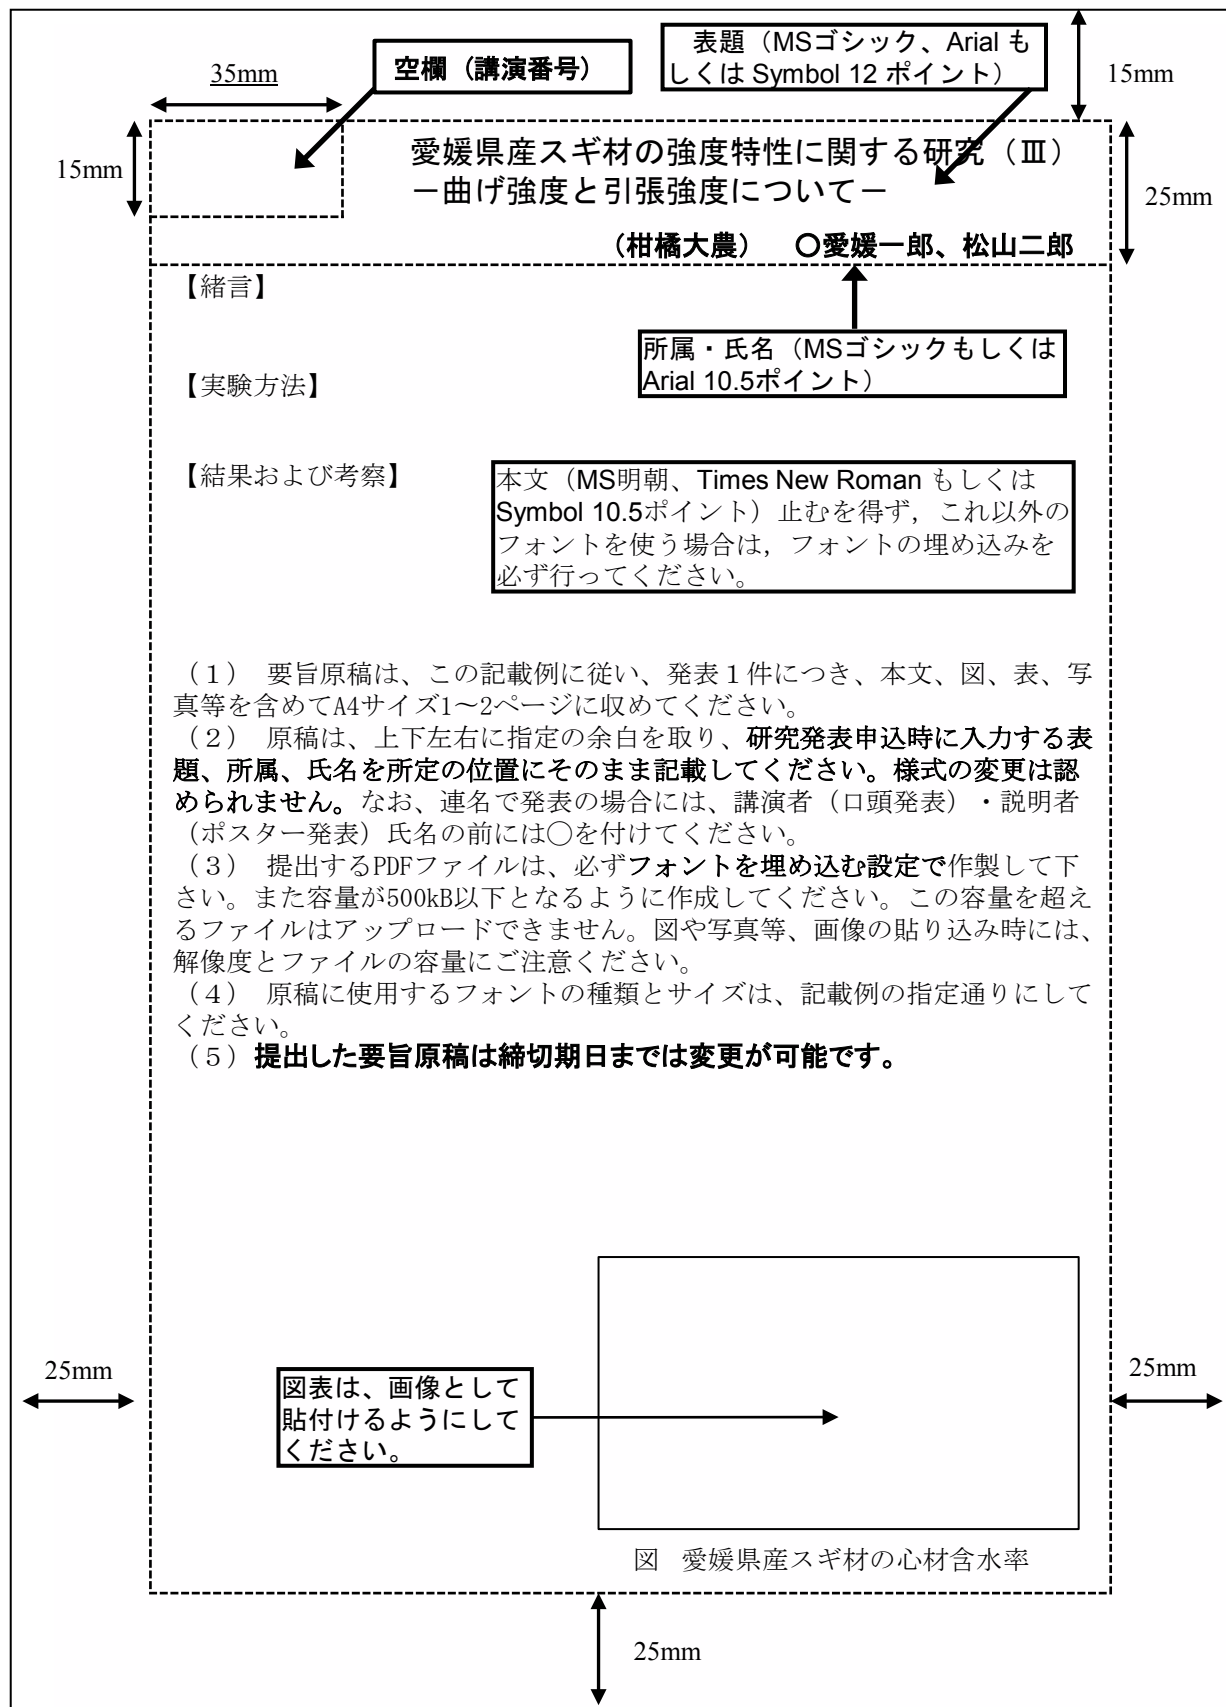 35mm
空欄（講演番号）
表題（MSゴシック、Arial も
しくは Symbol 12 ポイント）
15mm
15mm
愛媛県産スギ材の強度特性に関する研究（Ⅲ）
－曲げ強度と引張強度について－
25mm
（柑橘大農）　〇愛媛一郎、松山二郎
【緒言】
所属・氏名（MSゴシックもしくは
Arial 10.5ポイント）
【実験方法】
【結果および考察】
本文（MS明朝、Times New Roman もしくは
Symbol 10.5ポイント）止むを得ず，これ以外の
フォントを使う場合は，フォントの埋め込みを
必ず行ってください。
（１）　要旨原稿は、この記載例に従い、発表１件につき、本文、図、表、写
真等を含めてA4サイズ1～2ページに収めてください。
（２）　原稿は、上下左右に指定の余白を取り、研究発表申込時に入力する表
題、所属、氏名を所定の位置にそのまま記載してください。様式の変更は認
められません。なお、連名で発表の場合には、講演者（口頭発表）・説明者
（ポスター発表）氏名の前には〇を付けてください。
（３）　提出するPDFファイルは、必ずフォントを埋め込む設定で作製して下
さい。また容量が500kB以下となるように作成してください。この容量を超え
るファイルはアップロードできません。図や写真等、画像の貼り込み時には、
解像度とファイルの容量にご注意ください。
（４）　原稿に使用するフォントの種類とサイズは、記載例の指定通りにして
ください。
（５）提出した要旨原稿は締切期日までは変更が可能です。
25mm
25mm
図表は、画像として
貼付けるようにして
ください。
図　愛媛県産スギ材の心材含水率
25mm